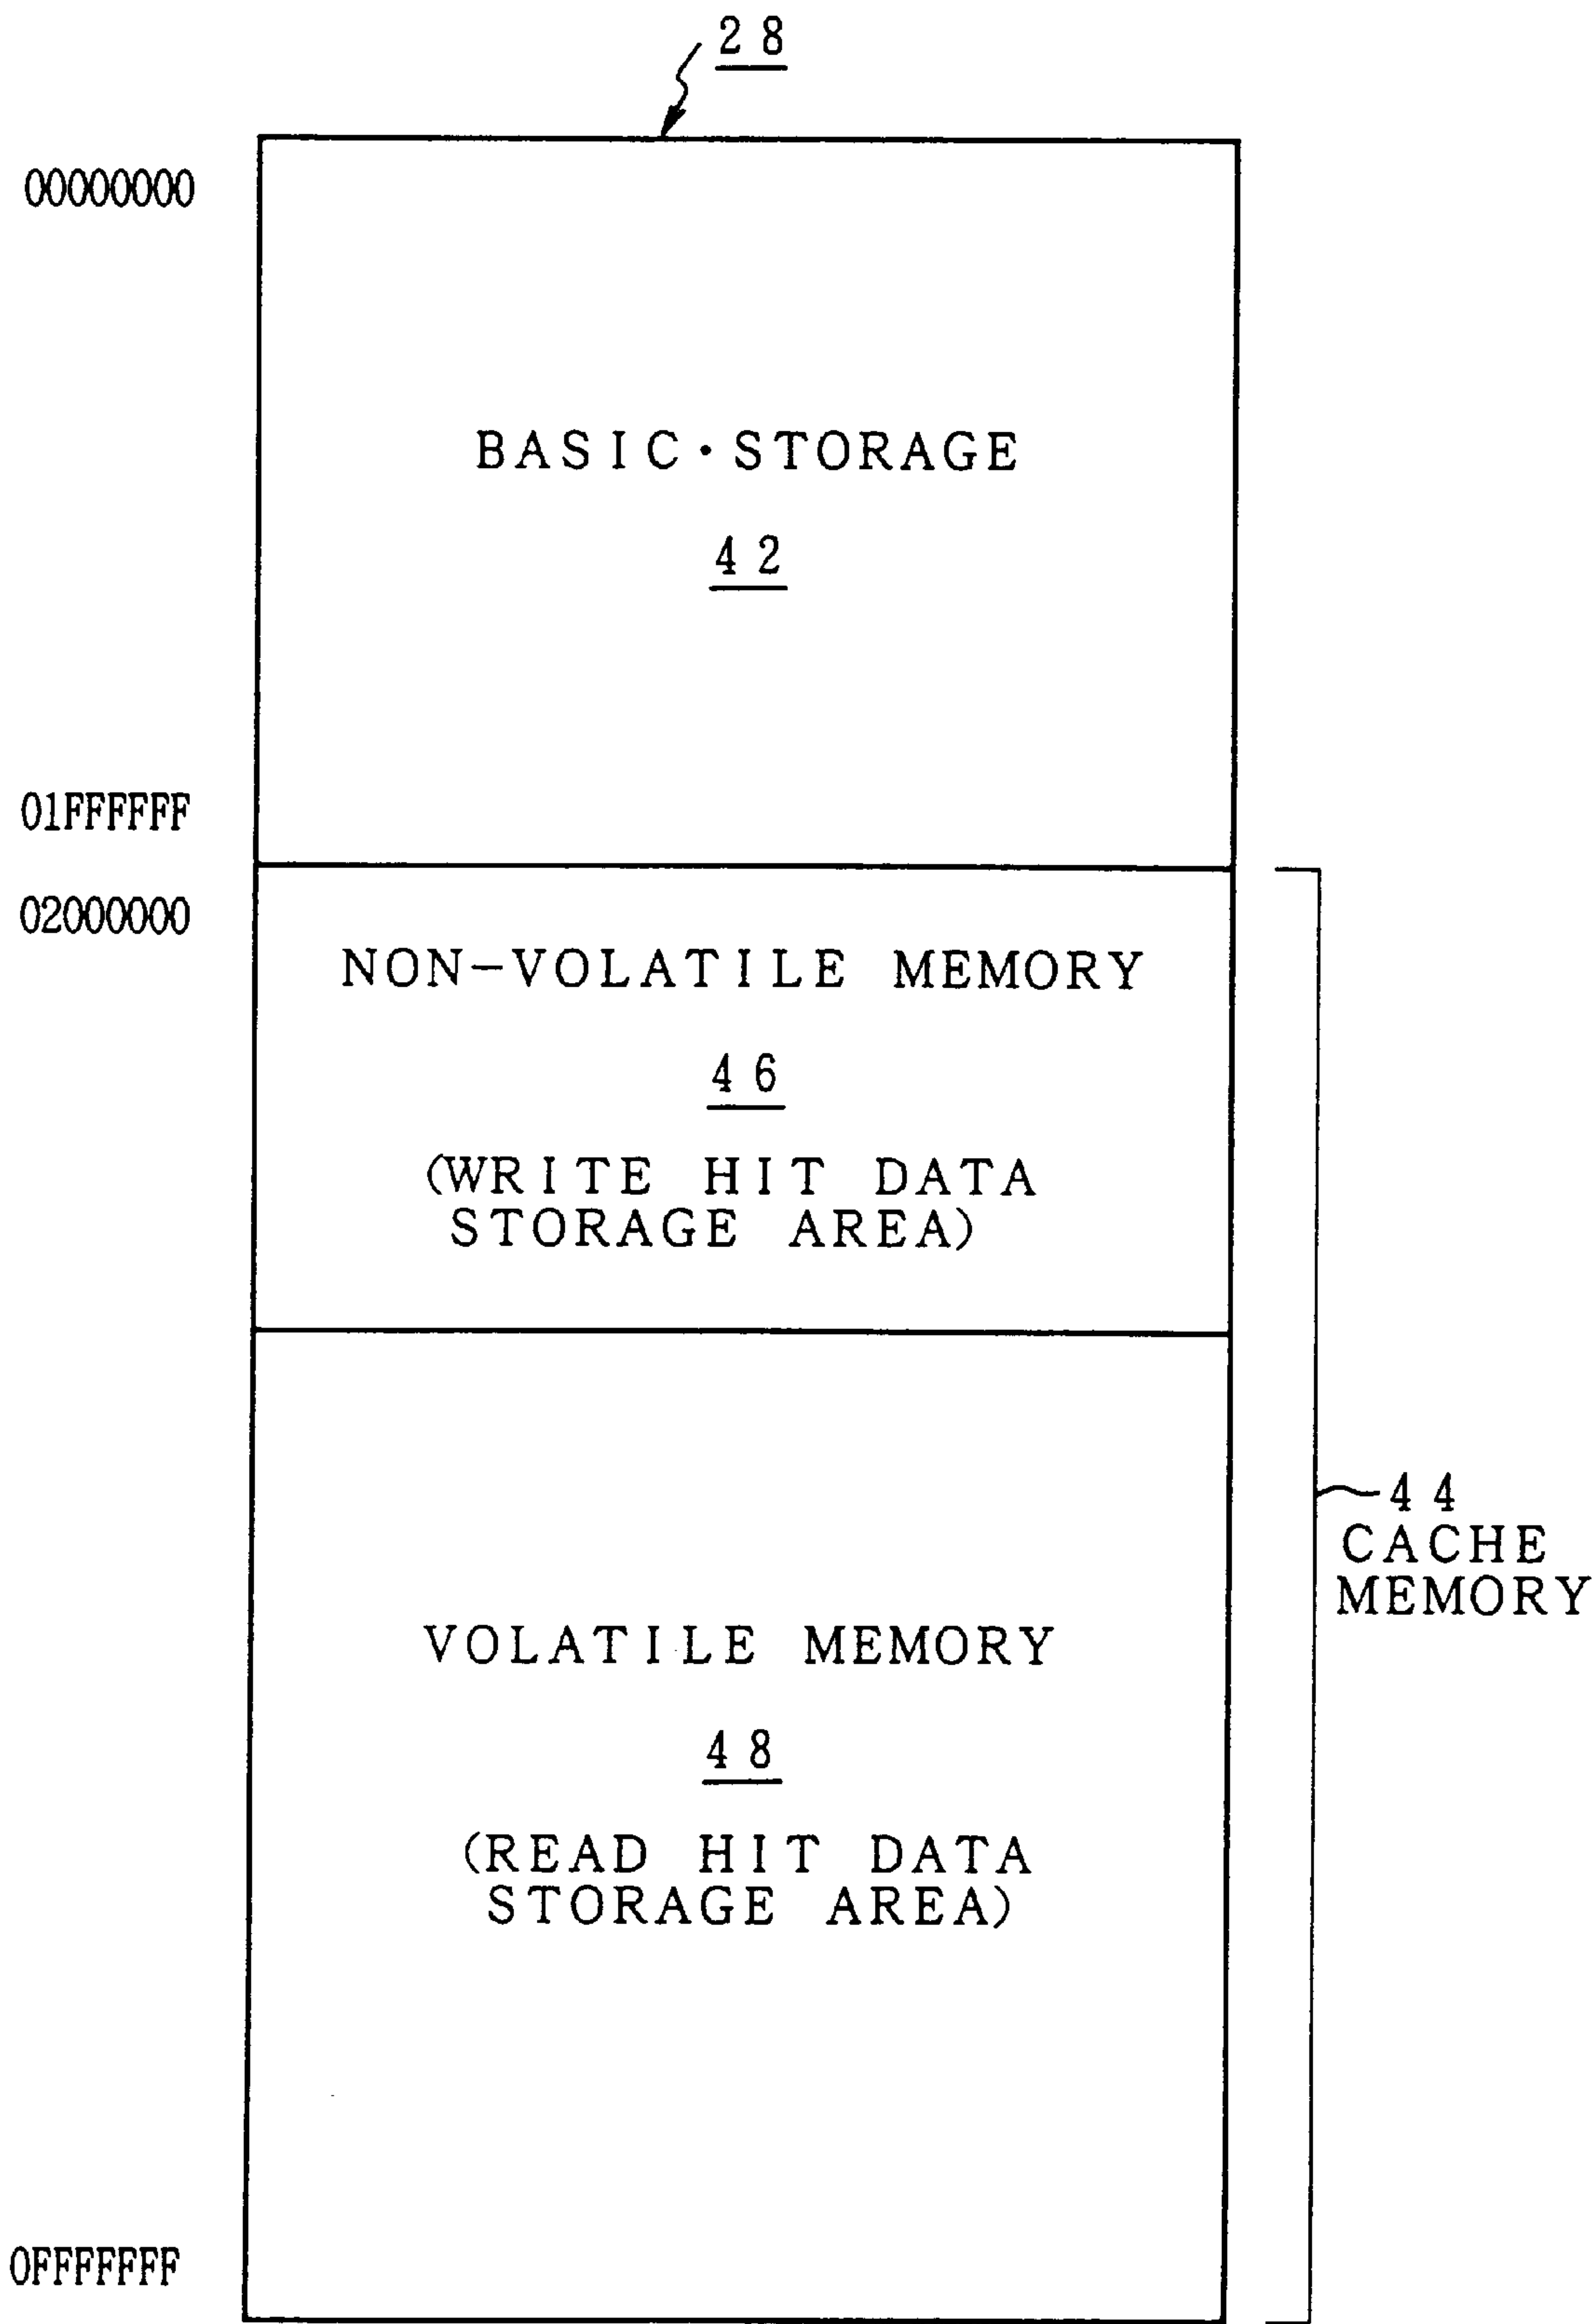 28
00000000
BASIC·STORAGE
42
01FFFFFF
02000000
NON-VOLATILE MEMORY
46
(WRITE HIT DATA
STORAGE AREA)
44
CACHE
MEMORY
VOLATILE MEMORY
48
(READ HIT DATA
STORAGE AREA)
0FFFFFFF